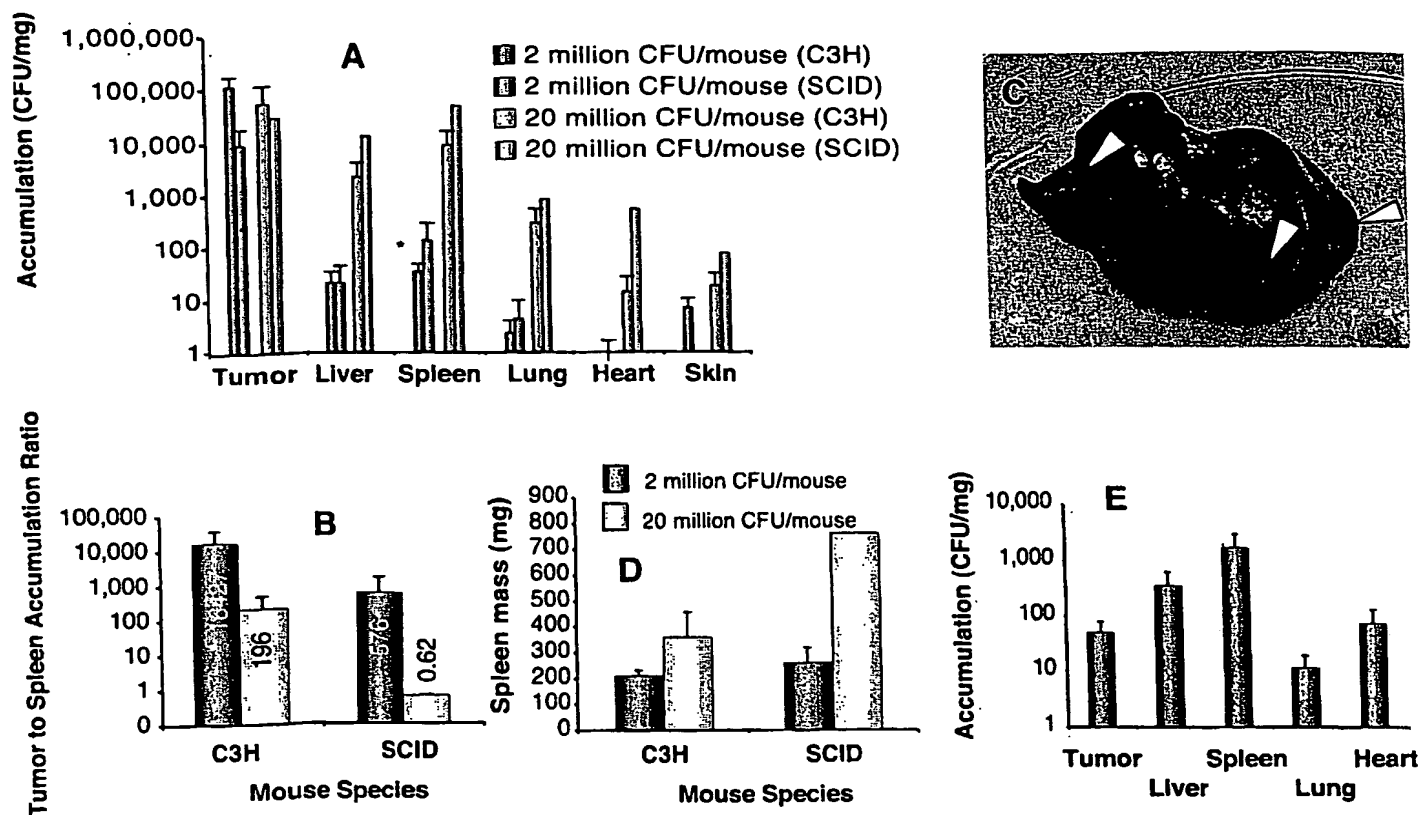 A
Accumulation (CFU/mg)
1,000,000
100,000
10,000
1,000
100
10
1
*
Tumor Liver Spleen Lung Heart Skin
2 million CFU/mouse (C3H)
2 million CFU/mouse (SCID)
20 million CFU/mouse (C3H)
20 million CFU/mouse (SCID)
C
B
Tumor to Spleen Accumulation Ratio
100,000
10,000
1,000
100
10
1
0
196
576
0.62
C3H SCID
Mouse Species
2 million CFU/mouse
20 million CFU/mouse
D
Spleen mass (mg)
900
800
700
600
500
400
300
200
100
0
C3H SCID
Mouse Species
E
Accumulation (CFU/mg)
10,000
1,000
100
10
1
Tumor Spleen Heart
Liver Lung